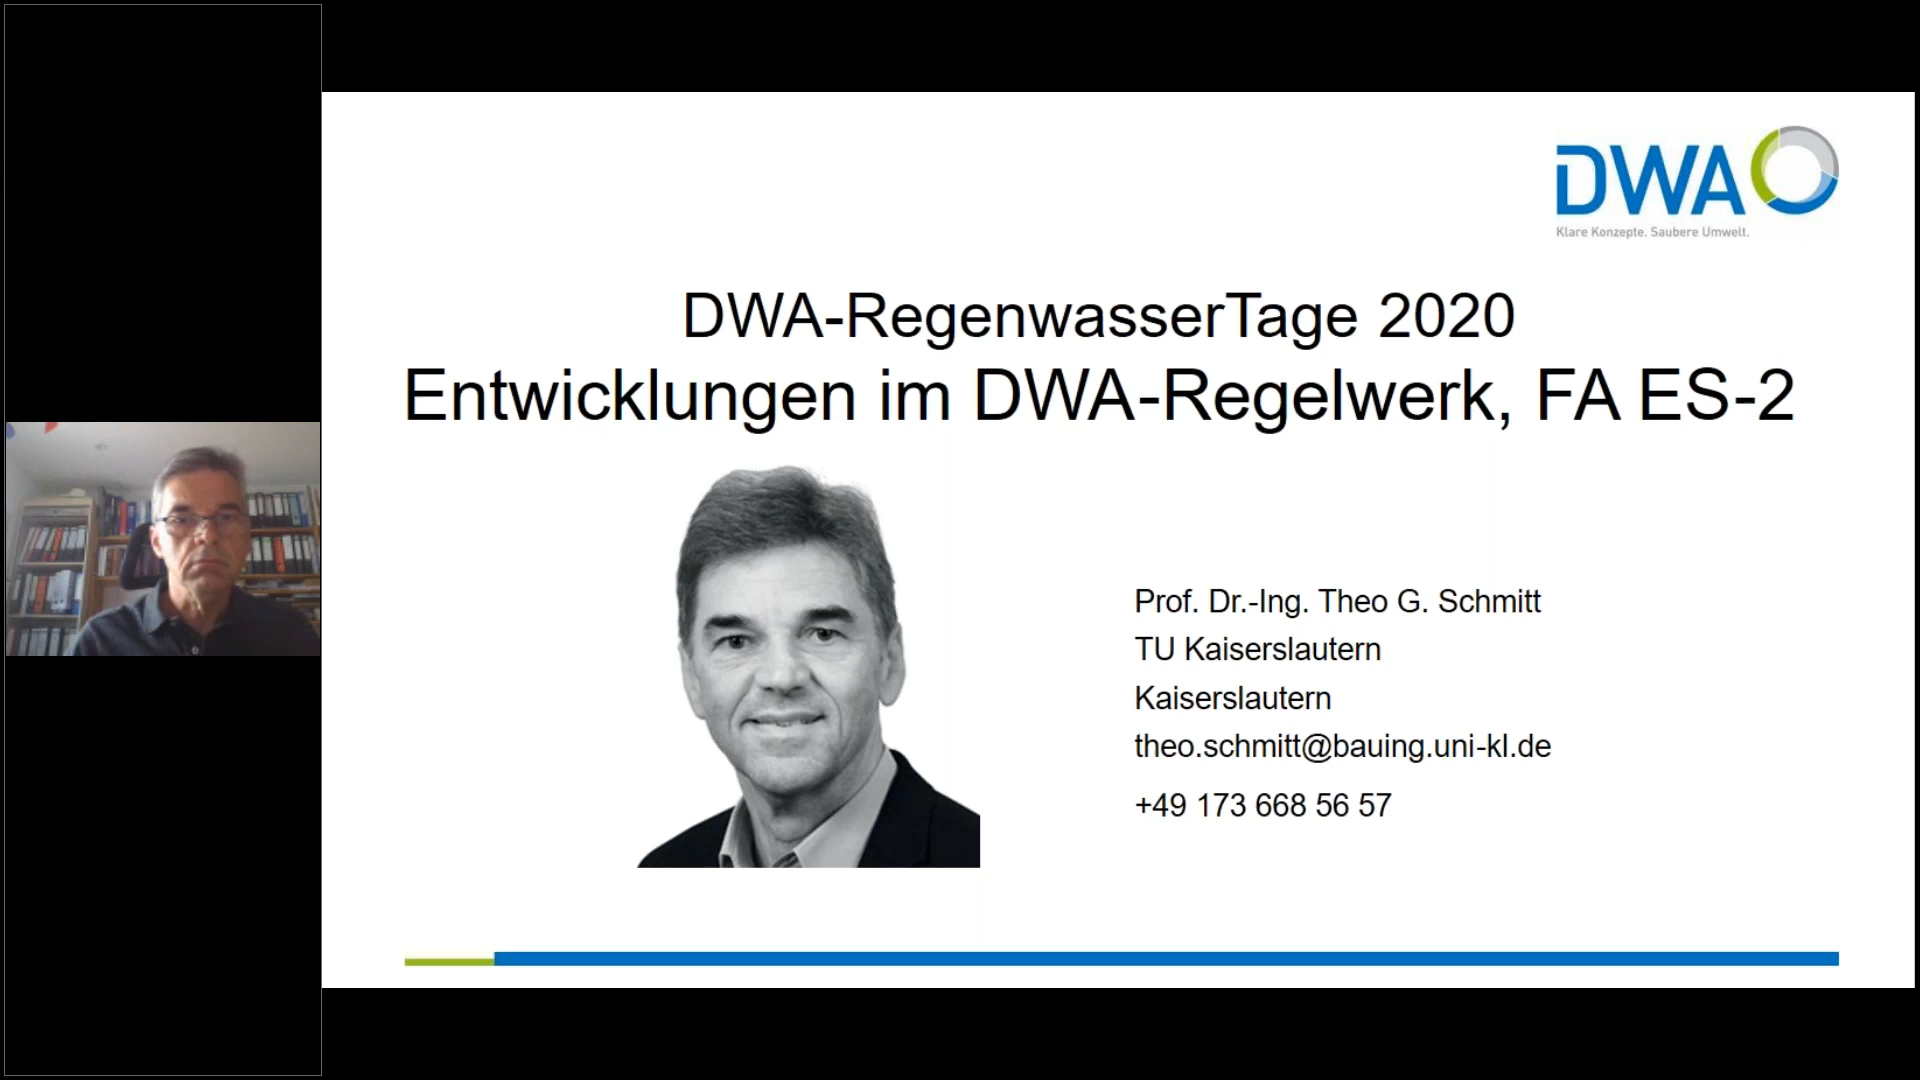 DWA
Klare Konzepte. Saubere Umwelt.
DWA-RegenwasserTage 2020
Entwicklungen im DWA-Regelwerk, FA ES-2
Prof. Dr.-Ing. Theo G. Schmitt
TU Kaiserslautern
Kaiserslautern
theo.schmitt@bauing.uni-kl.de
+49 173 668 56 57